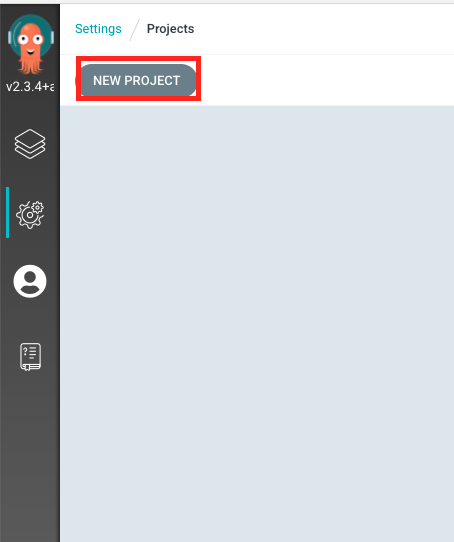 Settings / Projects
v2.3.4+a
NEW PROJECT